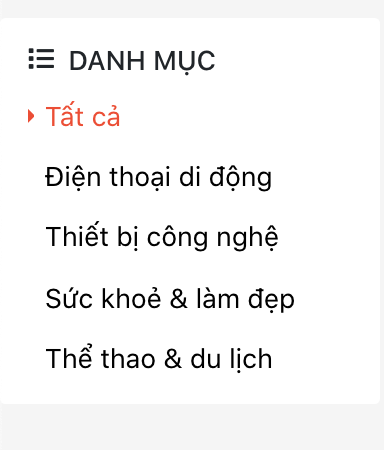 DANH MỤC
Tất cả
Điện thoại di động
Thiết bị công nghệ
Sức khoẻ & làm đẹp
Thể thao & du lịch